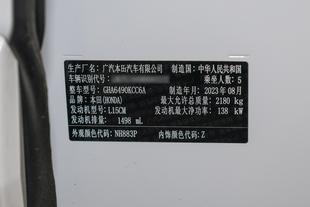 生产厂名: 广汽本田汽车有限公司 制造国: 中华人民共和国
车辆识别代号: 乘坐人数: 5
整车型号: GHA6490KCC6A 制造年月: 2023年08月
品牌: 本田(HONDA) 最大允许总质量: 2180 kg
发动机型号: L15CM 发动机最大净功率: 138 kW
发动机排量: 1498 mL
外观颜色代码: NH883P 内饰颜色代码: Z